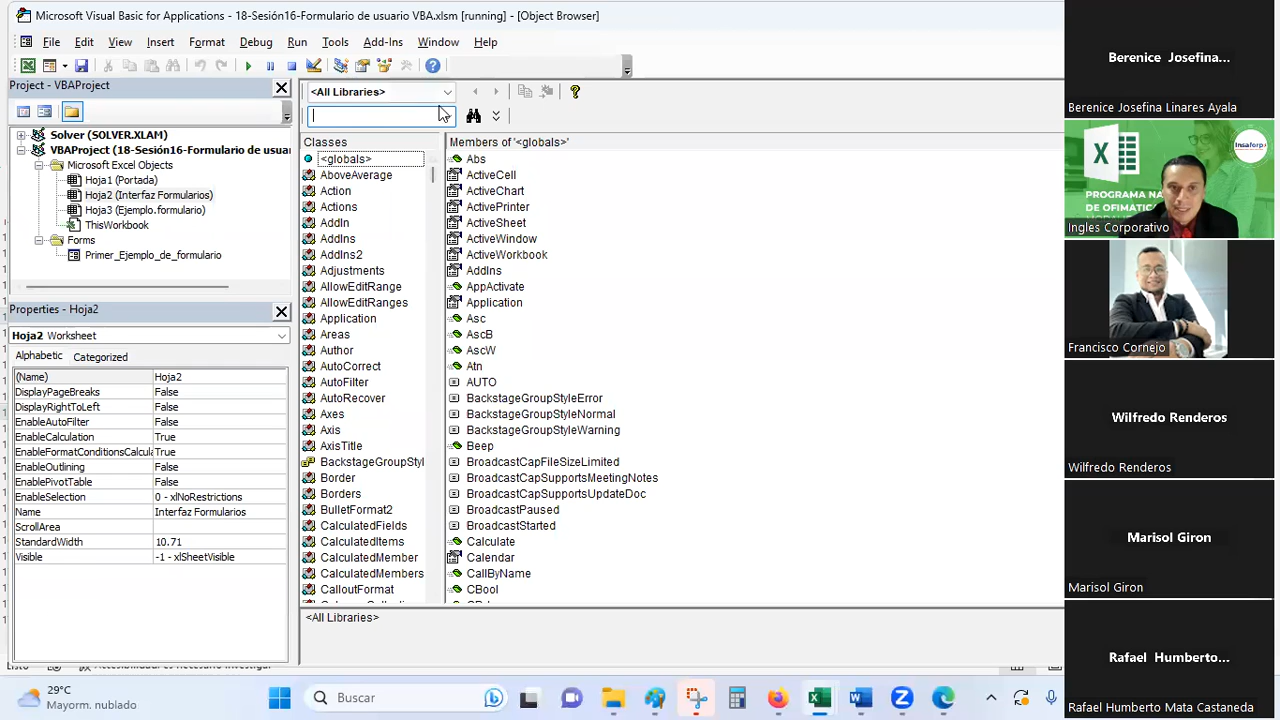 Microsoft Visual Basic for Applications - 18-Sesión16-Formulario de usuario VBA.xlsm [running] - [Object Browser]
File Edit View Insert Format Debug Run Tools Add-Ins Window Help
Project - VBAProject
Solver (SOLVER.XLAM)
VBAProject (18-Sesión16-Formulario de usuar
Microsoft Excel Objects
Hoja1 (Portada)
Hoja2 (Interfaz Formularios)
Hoja3 (Ejemplo.formulario)
ThisWorkbook
Forms
Primer_Ejemplo_de_formulario
Properties - Hoja2
Hoja2 Worksheet
Alphabetic Categorized
(Name) Hoja2
DisplayPageBreaks False
DisplayRightToLeft False
EnableAutoFilter False
EnableCalculation True
EnableFormatConditionsCalcula True
EnableOutlining False
EnablePivotTable False
EnableSelection 0 - xlNoRestrictions
Name Interfaz Formularios
ScrollArea
StandardWidth 10.71
Visible -1 - xlSheetVisible
<All Libraries>
Classes
<globals>
AboveAverage
Action
Actions
AddIn
AddIns
AddIns2
Adjustments
AllowEditRange
AllowEditRanges
Application
Areas
Author
AutoCorrect
AutoFilter
AutoRecover
Axes
Axis
AxisTitle
BackstageGroupStyl
Border
Borders
BulletFormat2
CalculatedFields
CalculatedItems
CalculatedMember
CalculatedMembers
CalloutFormat
Members of '<globals>'
Abs
ActiveCell
ActiveChart
ActivePrinter
ActiveSheet
ActiveWindow
ActiveWorkbook
AddIns
AppActivate
Application
Asc
AscB
AscW
Atn
AUTO
BackstageGroupStyleError
BackstageGroupStyleNormal
BackstageGroupStyleWarning
Beep
BroadcastCapFileSizeLimited
BroadcastCapSupportsMeetingNotes
BroadcastCapSupportsUpdateDoc
BroadcastPaused
BroadcastStarted
Calculate
Calendar
CallByName
CBool
<All Libraries>
29°C
Mayorm. nublado
Buscar
Berenice Josefina...
Berenice Josefina Linares Ayala
Insaforp
PROGRAMA NA
DE OFIMATICA
Ingles Corporativo
Francisco Cornejo
Wilfredo Renderos
Wilfredo Renderos
Marisol Giron
Marisol Giron
Rafael Humberto...
Rafael Humberto Mata Castaneda